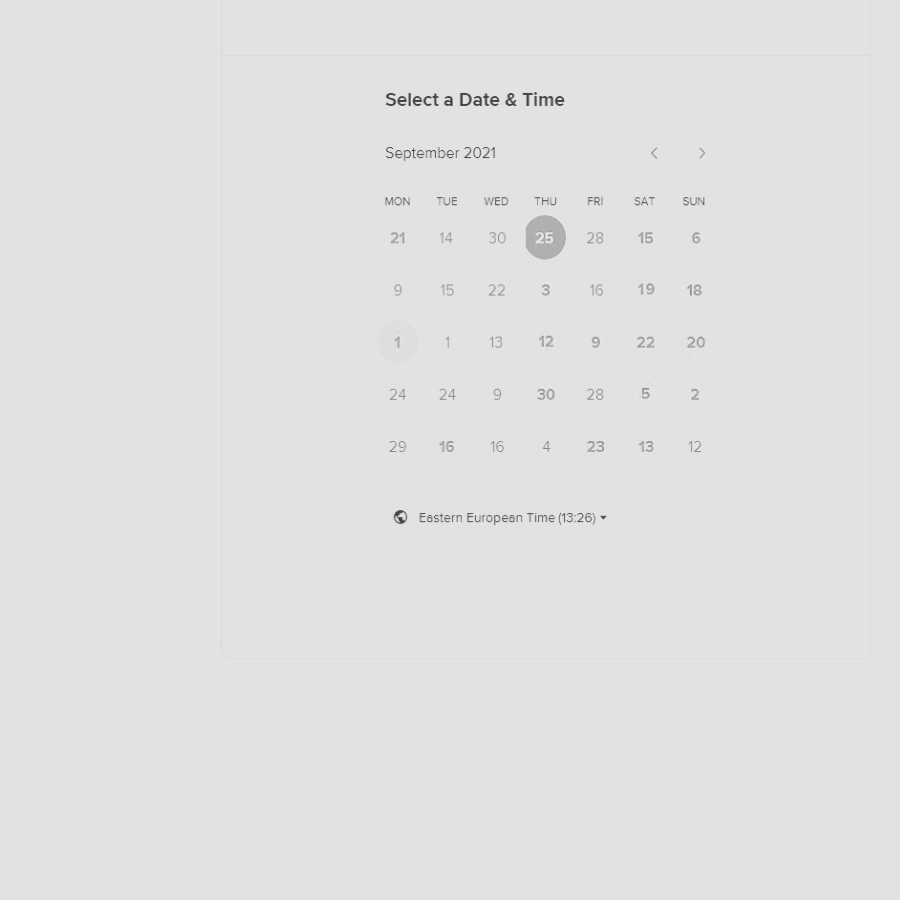 Select a Date & Time
September 2021
MON TUE WED THU FRI SAT SUN
21 14 30 25 28 15 6
9 15 22 3 16 19 18
1 1 13 12 9 22 20
24 24 9 30 28 5 2
29 16 16 4 23 13 12
Eastern European Time (13:26)